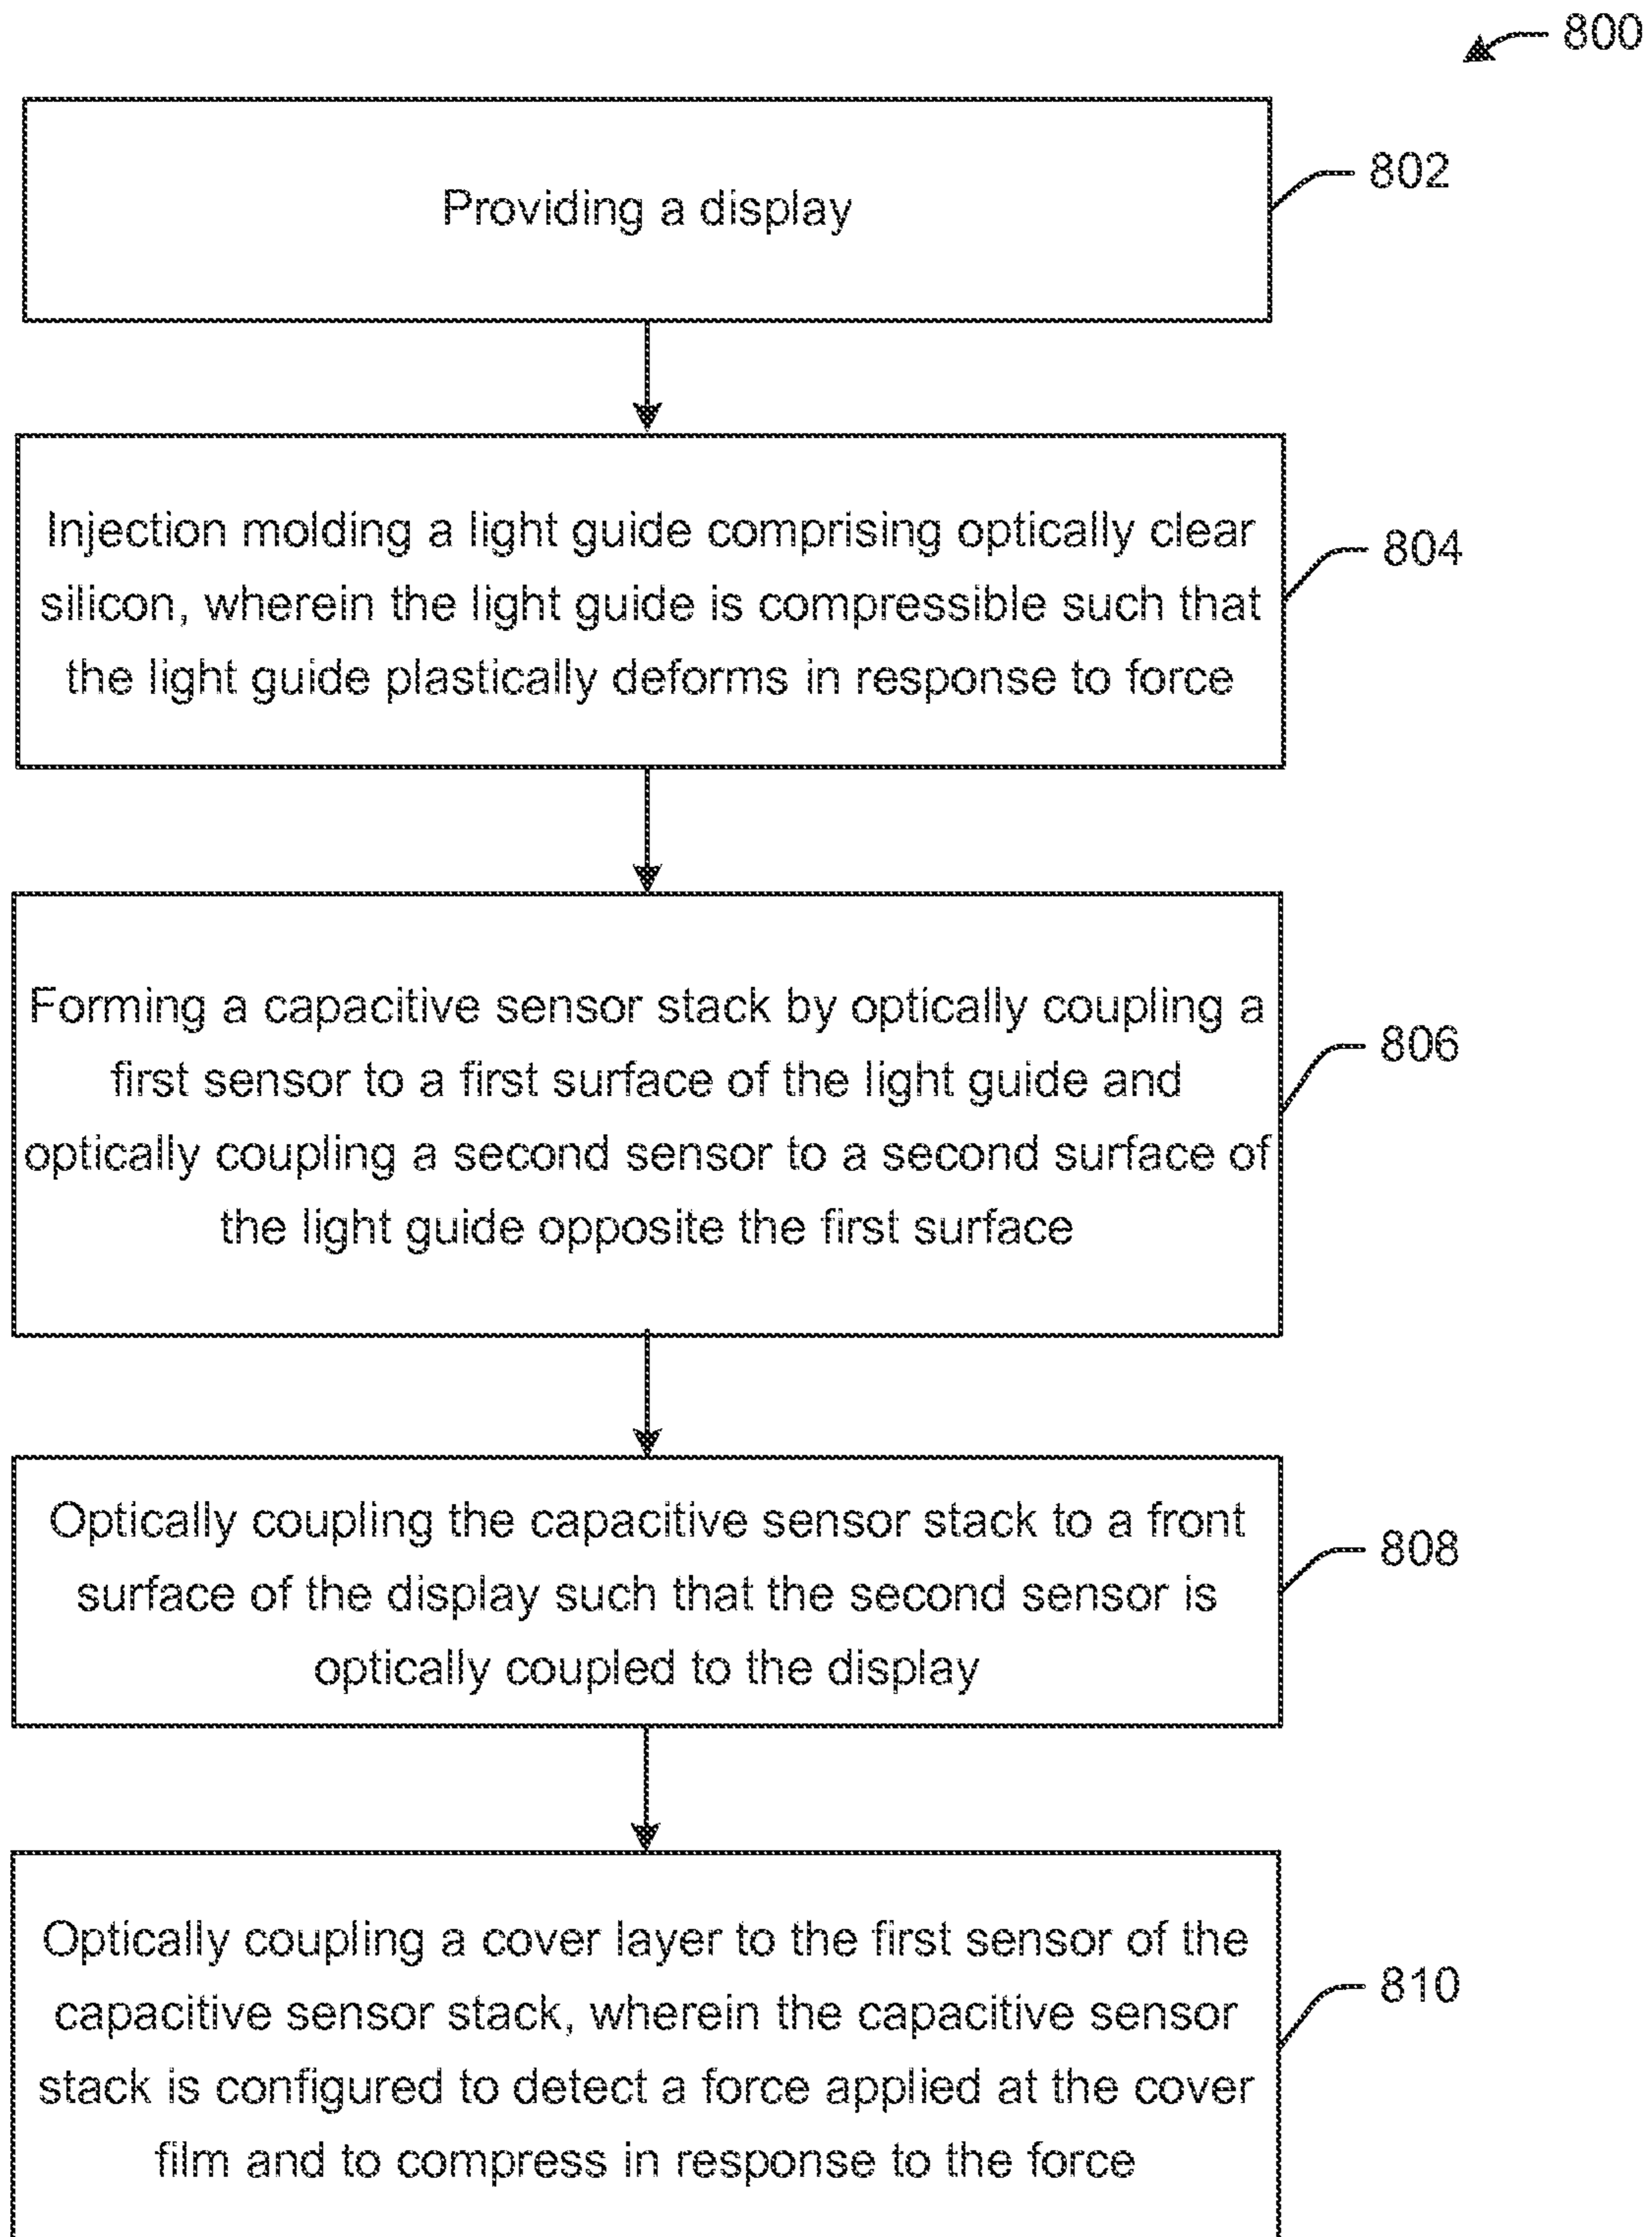 800
Providing a display
802
Injection molding a light guide comprising optically clear
silicon, wherein the light guide is compressible such that
the light guide plastically deforms in response to force
804
Forming a capacitive sensor stack by optically coupling a
first sensor to a first surface of the light guide and
optically coupling a second sensor to a second surface of
the light guide opposite the first surface
806
Optically coupling the capacitive sensor stack to a front
surface of the display such that the second sensor is
optically coupled to the display
808
Optically coupling a cover layer to the first sensor of the
capacitive sensor stack, wherein the capacitive sensor
stack is configured to detect a force applied at the cover
film and to compress in response to the force
810